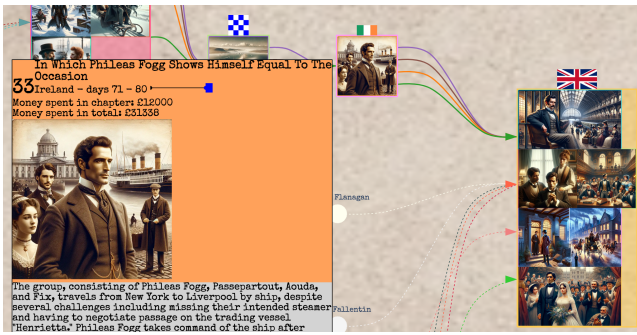 In Which Phileas Fogg Shows Himself Equal To The
Occasion
33 Ireland - days 71 - 80
Money spent in chapter: £12000
Money spent in total: £31338
The group, consisting of Phileas Fogg, Passepartout, Aouda,
and Fix, travels from New York to Liverpool by ship, despite
several challenges including missing their intended steamer
and having to negotiate passage on the trading vessel
"Henrietta." Phileas Fogg takes command of the ship after
Flanagan
Fallentin